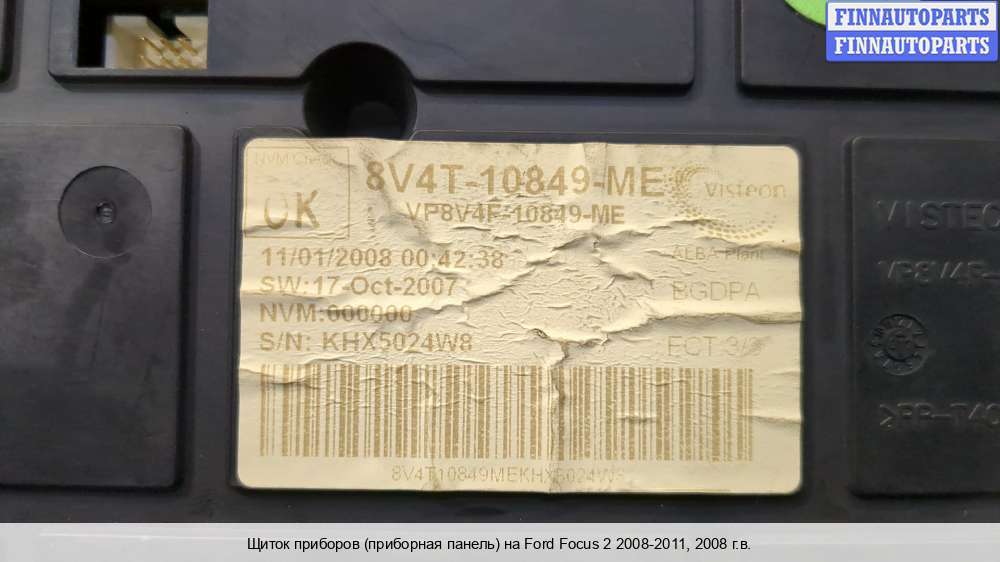 FINNAUTOPARTS
FINNAUTOPARTS
NVM Check
OK
8V4T-10849-ME
VP8V4F-10849-ME
Visteon
11/01/2008 00:42:38
SW:17-Oct-2007
NVM:000000
S/N: KHX5024W8
ALBA Plant
BGDPA
8V4T10849MEKHX5024W8
Щиток приборов (приборная панель) на Ford Focus 2 2008-2011, 2008 г.в.